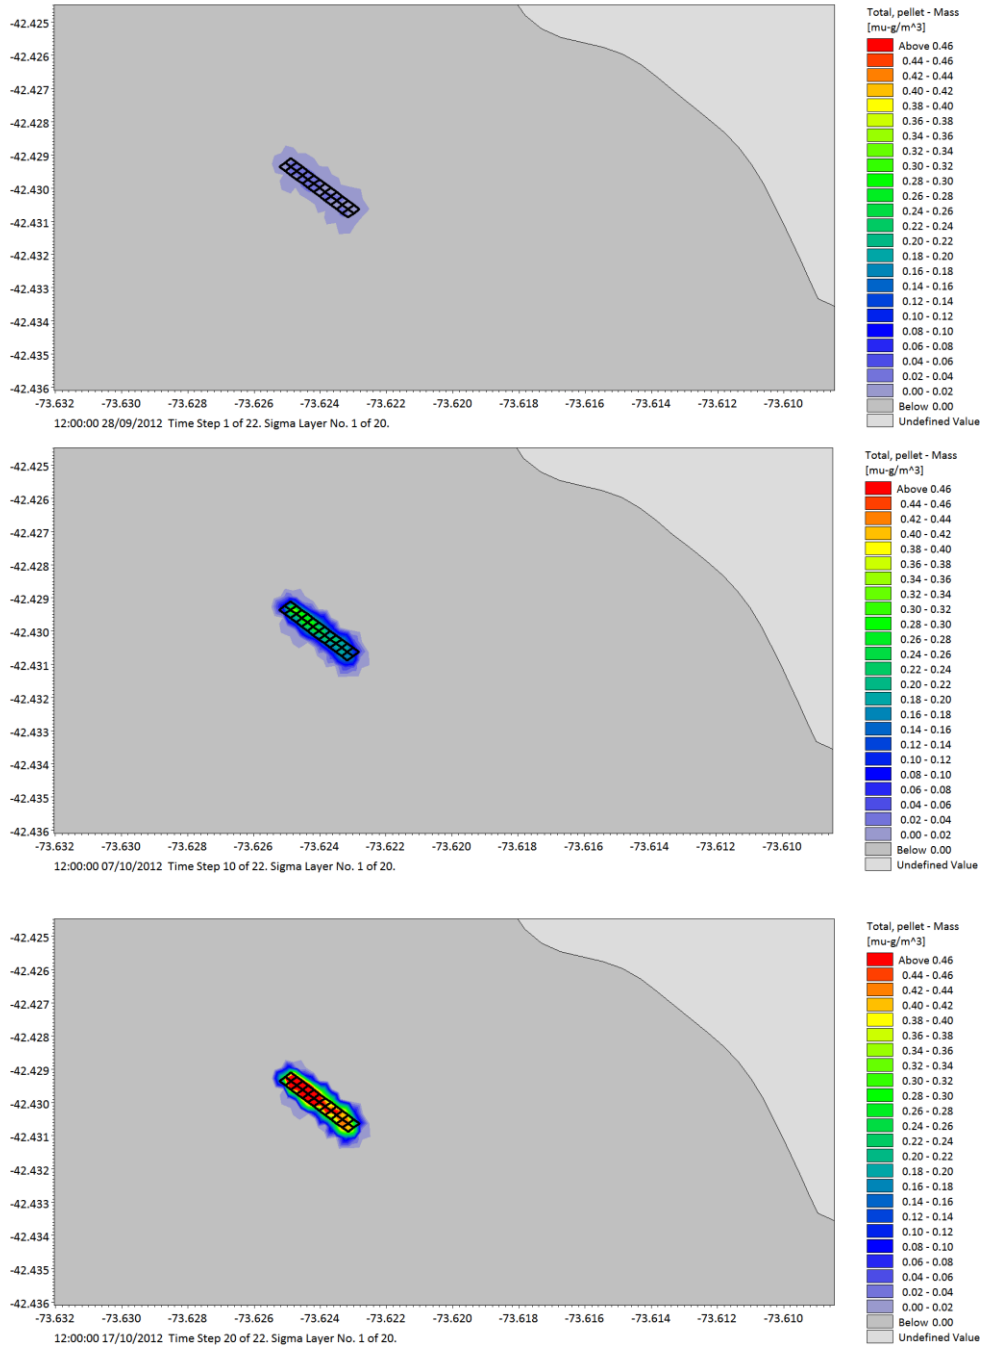 Total, pellet - Mass
[mu-g/m^3]
Above 0.46
0.44 - 0.46
0.42 - 0.44
0.40 - 0.42
0.38 - 0.40
0.36 - 0.38
0.34 - 0.36
0.32 - 0.34
0.30 - 0.32
0.28 - 0.30
0.26 - 0.28
0.24 - 0.26
0.22 - 0.24
0.20 - 0.22
0.18 - 0.20
0.16 - 0.18
0.14 - 0.16
0.12 - 0.14
0.10 - 0.12
0.08 - 0.10
0.06 - 0.08
0.04 - 0.06
0.02 - 0.04
0.00 - 0.02
Below 0.00
Undefined Value
-42.425
-42.426
-42.427
-42.428
-42.429
-42.430
-42.431
-42.432
-42.433
-42.434
-42.435
-42.436
-73.632 -73.630 -73.628 -73.626 -73.624 -73.622 -73.620 -73.618 -73.616 -73.614 -73.612 -73.610
12:00:00 28/09/2012 Time Step 1 of 22. Sigma Layer No. 1 of 20.
Total, pellet - Mass
[mu-g/m^3]
Above 0.46
0.44 - 0.46
0.42 - 0.44
0.40 - 0.42
0.38 - 0.40
0.36 - 0.38
0.34 - 0.36
0.32 - 0.34
0.30 - 0.32
0.28 - 0.30
0.26 - 0.28
0.24 - 0.26
0.22 - 0.24
0.20 - 0.22
0.18 - 0.20
0.16 - 0.18
0.14 - 0.16
0.12 - 0.14
0.10 - 0.12
0.08 - 0.10
0.06 - 0.08
0.04 - 0.06
0.02 - 0.04
0.00 - 0.02
Below 0.00
Undefined Value
-42.425
-42.426
-42.427
-42.428
-42.429
-42.430
-42.431
-42.432
-42.433
-42.434
-42.435
-42.436
-73.632 -73.630 -73.628 -73.626 -73.624 -73.622 -73.620 -73.618 -73.616 -73.614 -73.612 -73.610
12:00:00 07/10/2012 Time Step 10 of 22. Sigma Layer No. 1 of 20.
Total, pellet - Mass
[mu-g/m^3]
Above 0.46
0.44 - 0.46
0.42 - 0.44
0.40 - 0.42
0.38 - 0.40
0.36 - 0.38
0.34 - 0.36
0.32 - 0.34
0.30 - 0.32
0.28 - 0.30
0.26 - 0.28
0.24 - 0.26
0.22 - 0.24
0.20 - 0.22
0.18 - 0.20
0.16 - 0.18
0.14 - 0.16
0.12 - 0.14
0.10 - 0.12
0.08 - 0.10
0.06 - 0.08
0.04 - 0.06
0.02 - 0.04
0.00 - 0.02
Below 0.00
Undefined Value
-42.425
-42.426
-42.427
-42.428
-42.429
-42.430
-42.431
-42.432
-42.433
-42.434
-42.435
-42.436
-73.632 -73.630 -73.628 -73.626 -73.624 -73.622 -73.620 -73.618 -73.616 -73.614 -73.612 -73.610
12:00:00 17/10/2012 Time Step 20 of 22. Sigma Layer No. 1 of 20.